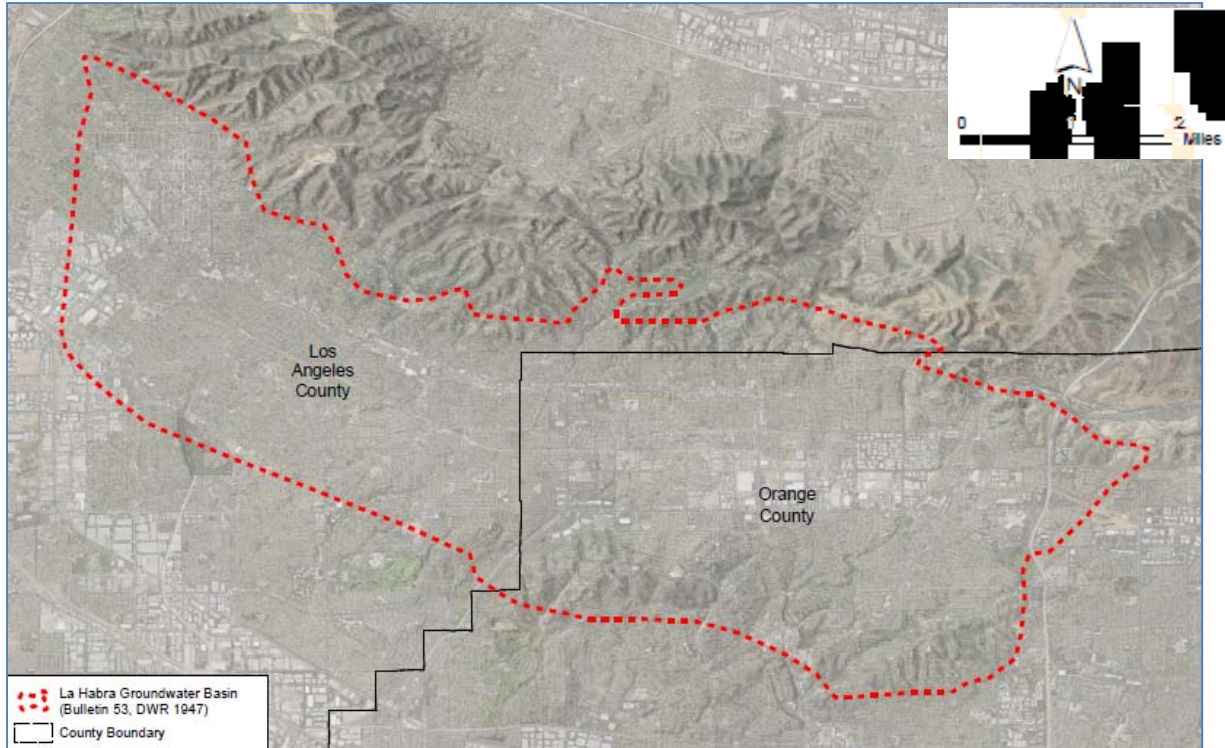 N
0 1 2
Miles
Los
Angeles
County
Orange
County
La Habra Groundwater Basin
(Bulletin 53, DWR 1947)
County Boundary